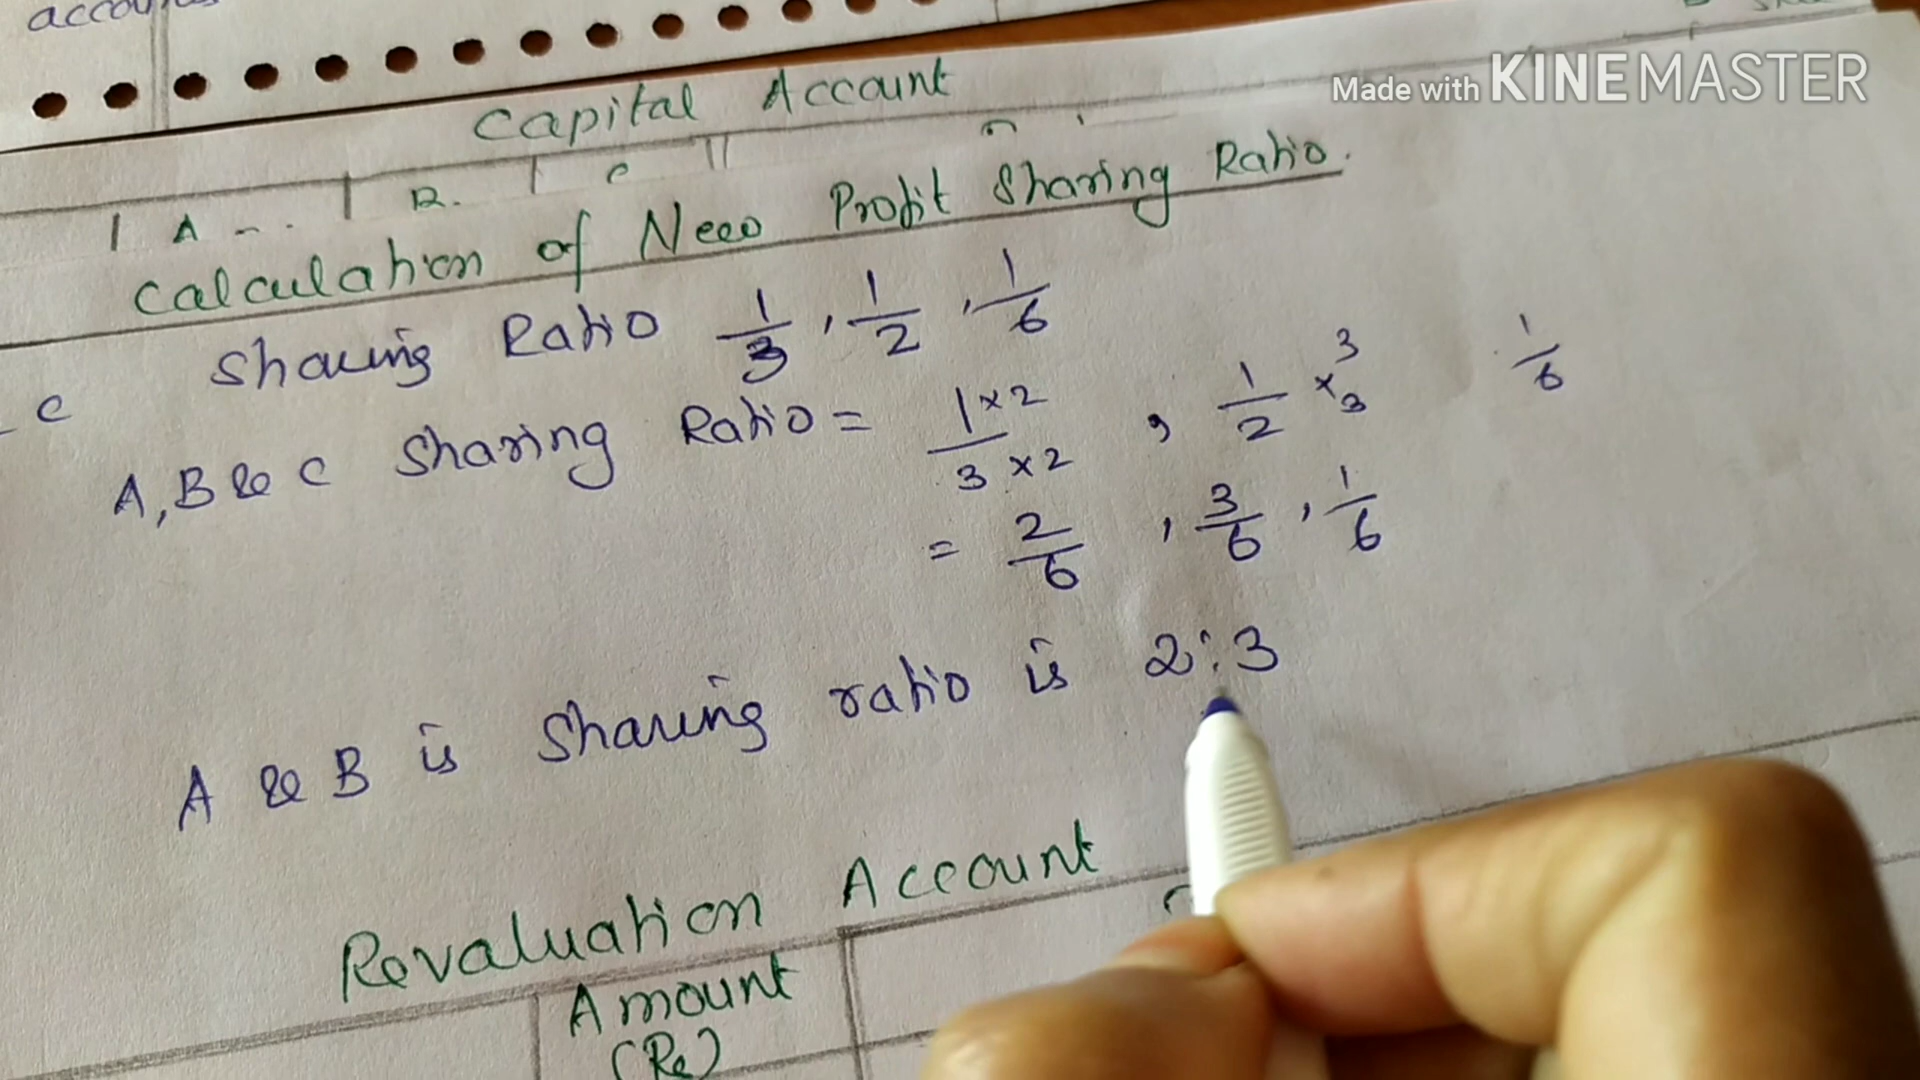 Made with KINEMASTER
Capital Account
A B. C
Calculation of New Profit Sharing Ratio.
Sharing Ratio 1/3, 1/2, 1/6
C
A, B & C Sharing Ratio = 1×2/3×2, 1/2 ×3/×3 1/6
= 2/6, 3/6, 1/6
A & B is Sharing ratio is 2:3
Revaluation Account
Amount
(Rs)